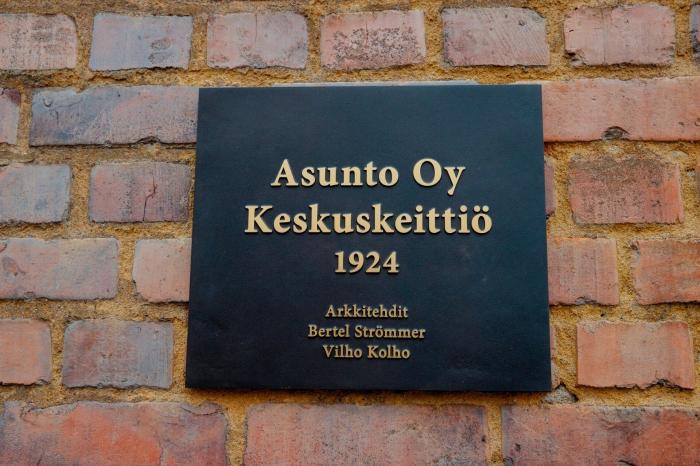 Asunto Oy
Keskuskeittiö
1924
Arkkitehdit
Bertel Strömmer
Vilho Kolho